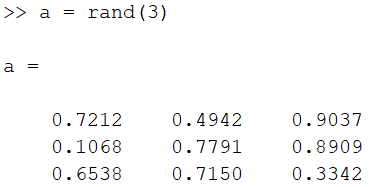 >> a = rand(3)
a =
0.7212 0.4942 0.9037
0.1068 0.7791 0.8909
0.6538 0.7150 0.3342